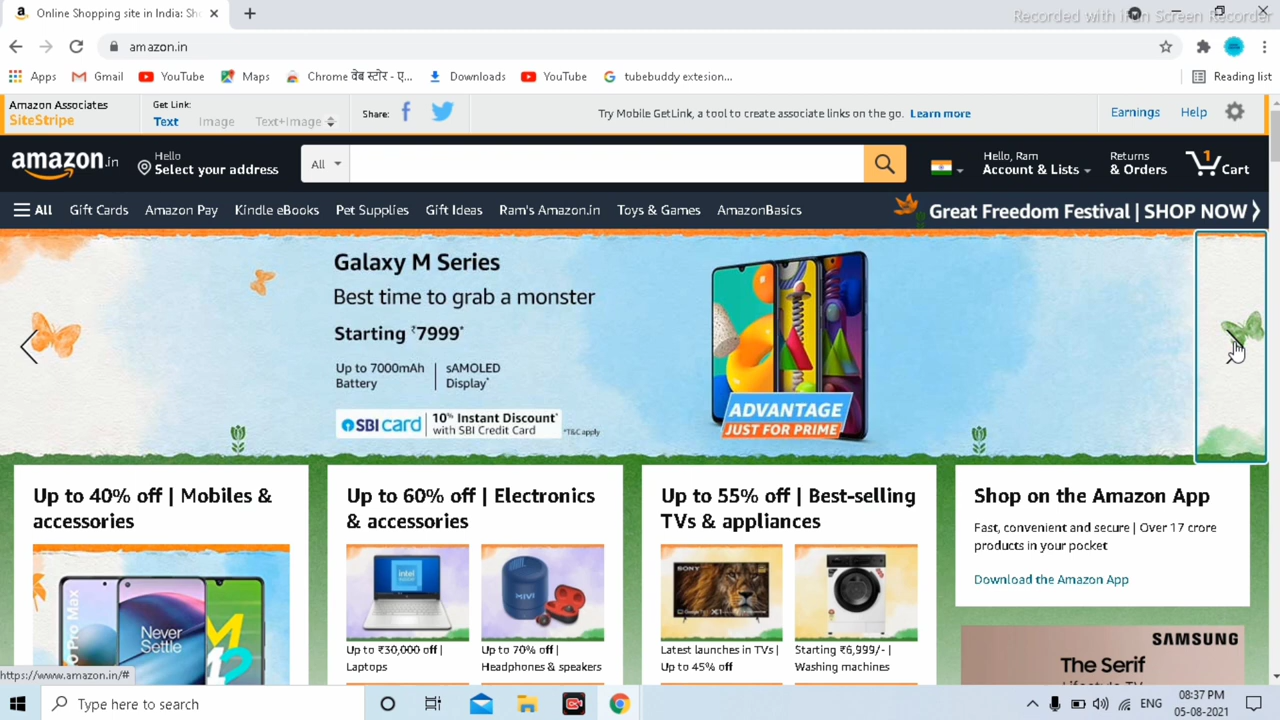 Online Shopping site in India: Sho
Recorded with iTun Screen Recorder
amazon.in
Apps
Gmail
YouTube
Maps
Chrome वेब स्टोर - ए...
Downloads
YouTube
tubebuddy extesion...
Reading list
Amazon Associates
SiteStripe
Get Link:
Text
Image
Text+Image
Share:
Try Mobile GetLink, a tool to create associate links on the go. Learn more
Earnings
Help
amazon.in
Hello
Select your address
All
Hello, Ram
Account & Lists
Returns
& Orders
1
Cart
All
Gift Cards
Amazon Pay
Kindle eBooks
Pet Supplies
Gift Ideas
Ram's Amazon.in
Toys & Games
AmazonBasics
Great Freedom Festival | SHOP NOW
Galaxy M Series
Best time to grab a monster
Starting ₹7999*
Up to 7000mAh
Battery
sAMOLED
Display*
SBI card
10% Instant Discount*
with SBI Credit Card
*T&C apply
ADVANTAGE
JUST FOR PRIME
Up to 40% off | Mobiles &
accessories
Up to 60% off | Electronics
& accessories
Up to 55% off | Best-selling
TVs & appliances
Shop on the Amazon App
Fast, convenient and secure | Over 17 crore
products in your pocket
Download the Amazon App
intel
MIVI
SONY
Never
Settle
Up to ₹30,000 off |
Laptops
Up to 70% off |
Headphones & speakers
Latest launches in TVs |
Up to 45% off
Starting ₹6,999/- |
Washing machines
SAMSUNG
The Serif
https://www.amazon.in/#
Type here to search
ENG
08:37 PM
05-08-2021